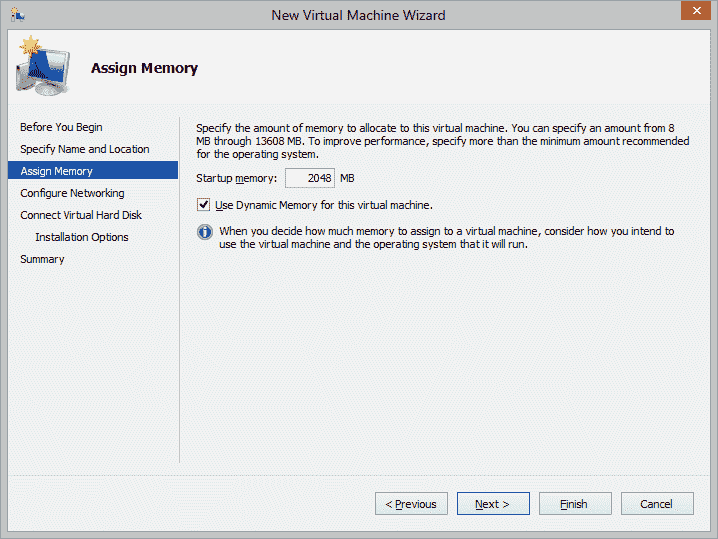 New Virtual Machine Wizard
Assign Memory
Before You Begin
Specify Name and Location
Assign Memory
Configure Networking
Connect Virtual Hard Disk
Installation Options
Summary
Specify the amount of memory to allocate to this virtual machine. You can specify an amount from 8
MB through 13608 MB. To improve performance, specify more than the minimum amount recommended
for the operating system.
Startup memory: 2048 MB
Use Dynamic Memory for this virtual machine.
When you decide how much memory to assign to a virtual machine, consider how you intend to
use the virtual machine and the operating system that it will run.
< Previous Next > Finish Cancel